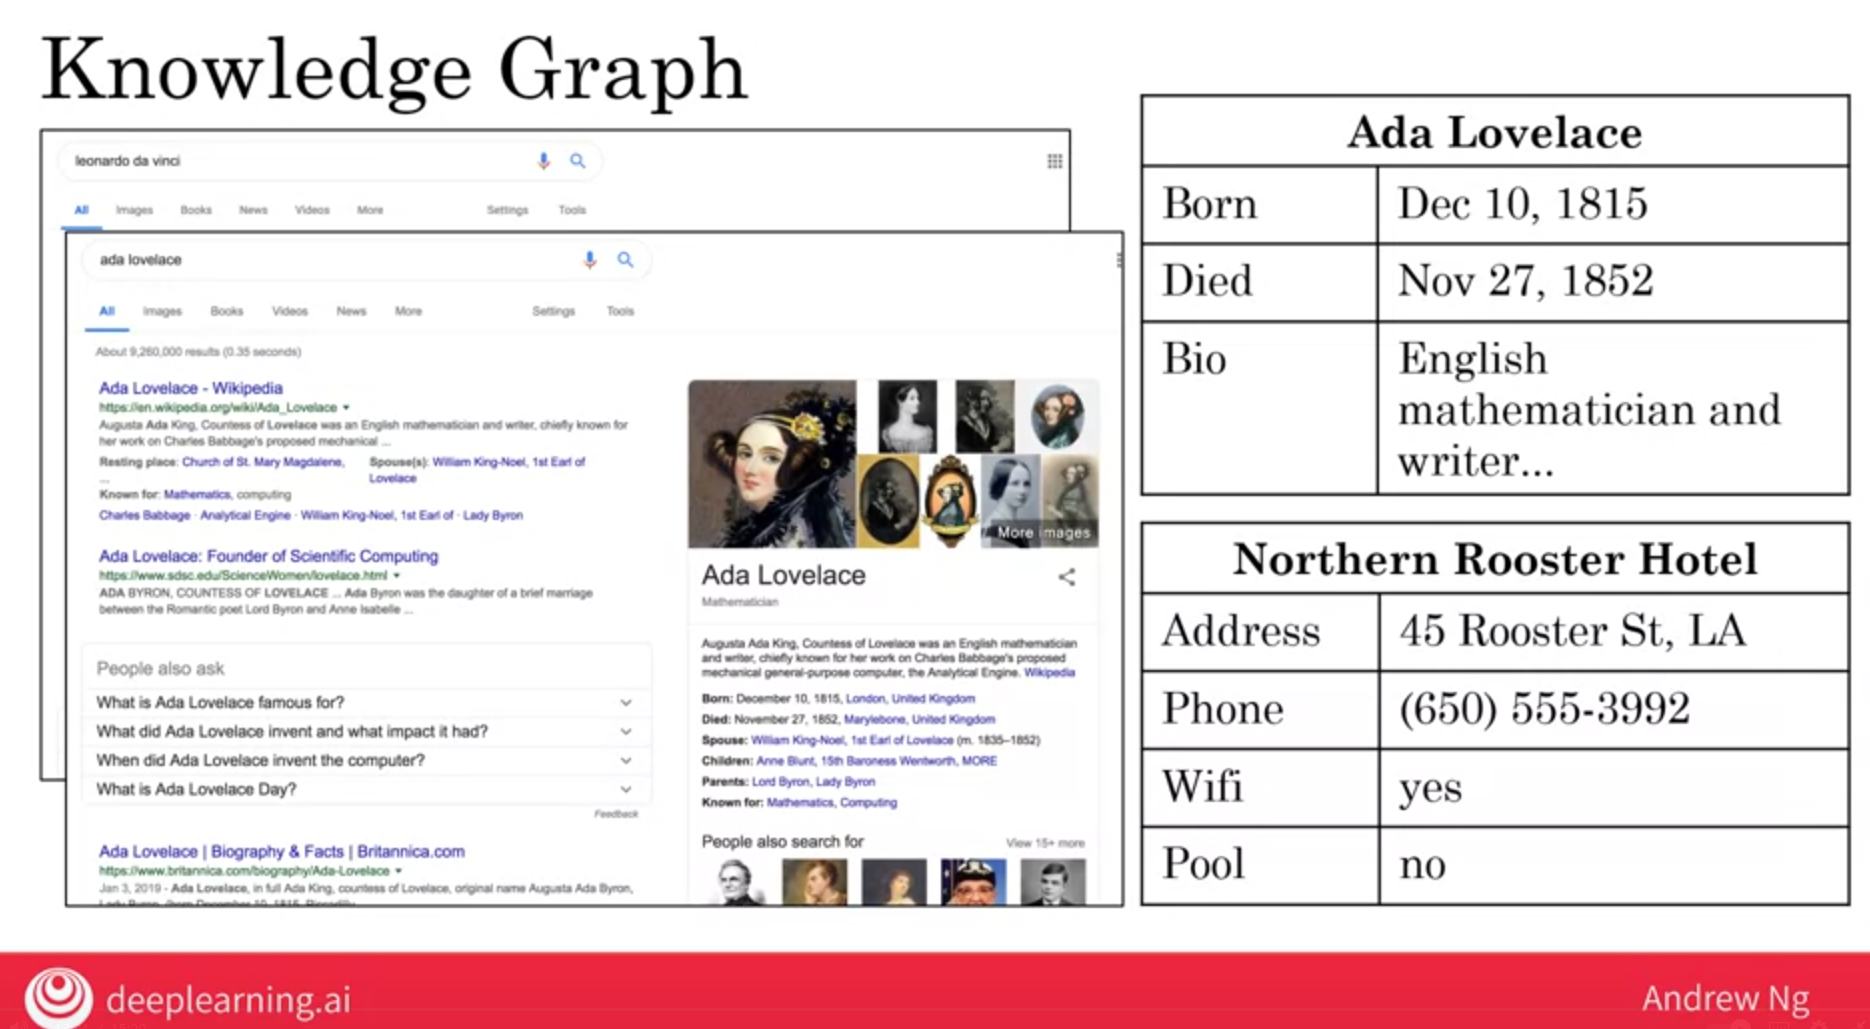 Knowledge Graph
leonardo da vinci
All Images Books News Videos More Settings Tools
ada lovelace
All Images Books Videos News More Settings Tools
About 9,260,000 results (0.35 seconds)
Ada Lovelace - Wikipedia
https://en.wikipedia.org/wiki/Ada_Lovelace
Augusta Ada King, Countess of Lovelace was an English mathematician and writer, chiefly known for
her work on Charles Babbage's proposed mechanical ...
Resting place: Church of St. Mary Magdalene,
...
Spouse(s): William King-Noel, 1st Earl of
Lovelace
Known for: Mathematics, computing
Charles Babbage · Analytical Engine · William King-Noel, 1st Earl of · Lady Byron
Ada Lovelace: Founder of Scientific Computing
https://www.sdsc.edu/ScienceWomen/lovelace.html
ADA BYRON, COUNTESS OF LOVELACE ... Ada Byron was the daughter of a brief marriage
between the Romantic poet Lord Byron and Anne Isabelle ...
People also ask
What is Ada Lovelace famous for?
What did Ada Lovelace invent and what impact it had?
When did Ada Lovelace invent the computer?
What is Ada Lovelace Day?
Feedback
Ada Lovelace | Biography & Facts | Britannica.com
https://www.britannica.com/biography/Ada-Lovelace
Jan 3, 2019 - Ada Lovelace, in full Ada King, countess of Lovelace, original name Augusta Ada Byron,
More images
Ada Lovelace
Mathematician
Augusta Ada King, Countess of Lovelace was an English mathematician
and writer, chiefly known for her work on Charles Babbage's proposed
mechanical general-purpose computer, the Analytical Engine. Wikipedia
Born: December 10, 1815, London, United Kingdom
Died: November 27, 1852, Marylebone, United Kingdom
Spouse: William King-Noel, 1st Earl of Lovelace (m. 1835–1852)
Children: Anne Blunt, 15th Baroness Wentworth, MORE
Parents: Lord Byron, Lady Byron
Known for: Mathematics, Computing
People also search for View 15+ more
Ada Lovelace
Born Dec 10, 1815
Died Nov 27, 1852
Bio English
mathematician and
writer...
Northern Rooster Hotel
Address 45 Rooster St, LA
Phone (650) 555-3992
Wifi yes
Pool no
deeplearning.ai
Andrew Ng